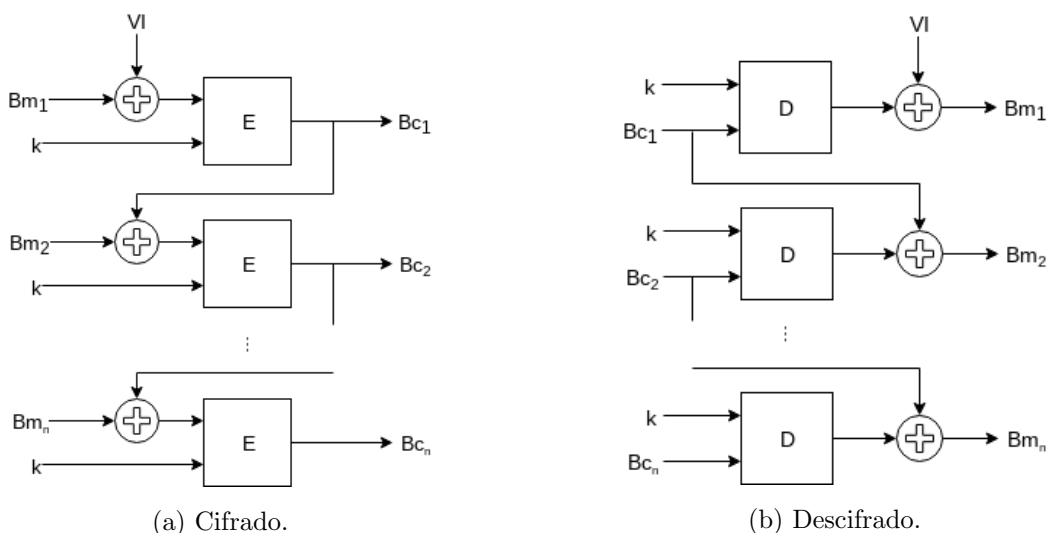 VI
Bm1
E
Bc1
k
Bm2
E
Bc2
k
Bmn
E
Bcn
k
(a) Cifrado.
VI
k
D
Bm1
Bc1
k
D
Bm2
Bc2
k
D
Bmn
Bcn
(b) Descifrado.